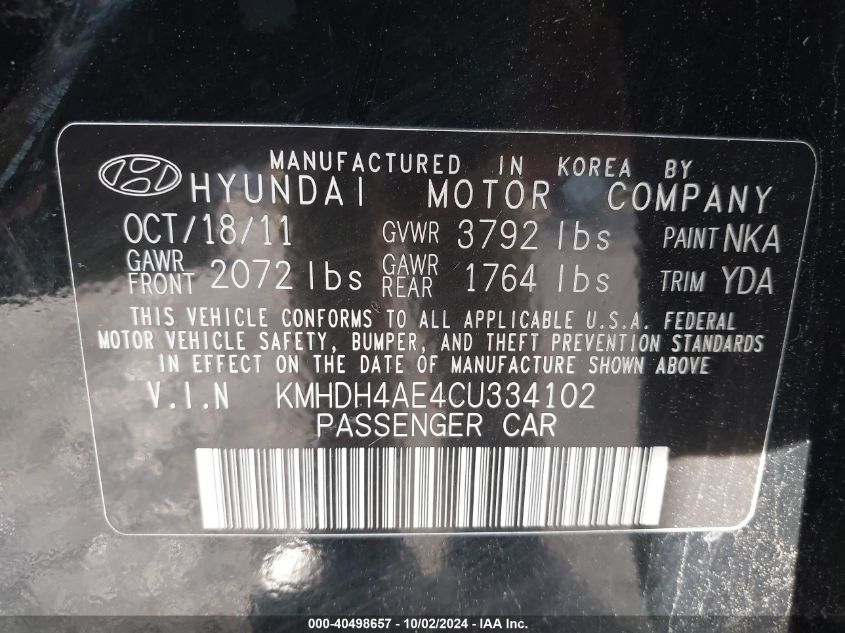 MANUFACTURED IN KOREA BY
HYUNDAI MOTOR COMPANY
OCT/18/11 GVWR 3792 lbs PAINT NKA
GAWR FRONT 2072 lbs GAWR REAR 1764 lbs TRIM YDA
THIS VEHICLE CONFORMS TO ALL APPLICABLE U.S.A. FEDERAL
MOTOR VEHICLE SAFETY, BUMPER, AND THEFT PREVENTION STANDARDS
IN EFFECT ON THE DATE OF MANUFACTURE SHOWN ABOVE
V.I.N KMHDH4AE4CU334102
PASSENGER CAR
000-40498657 - 10/02/2024 - IAA Inc.